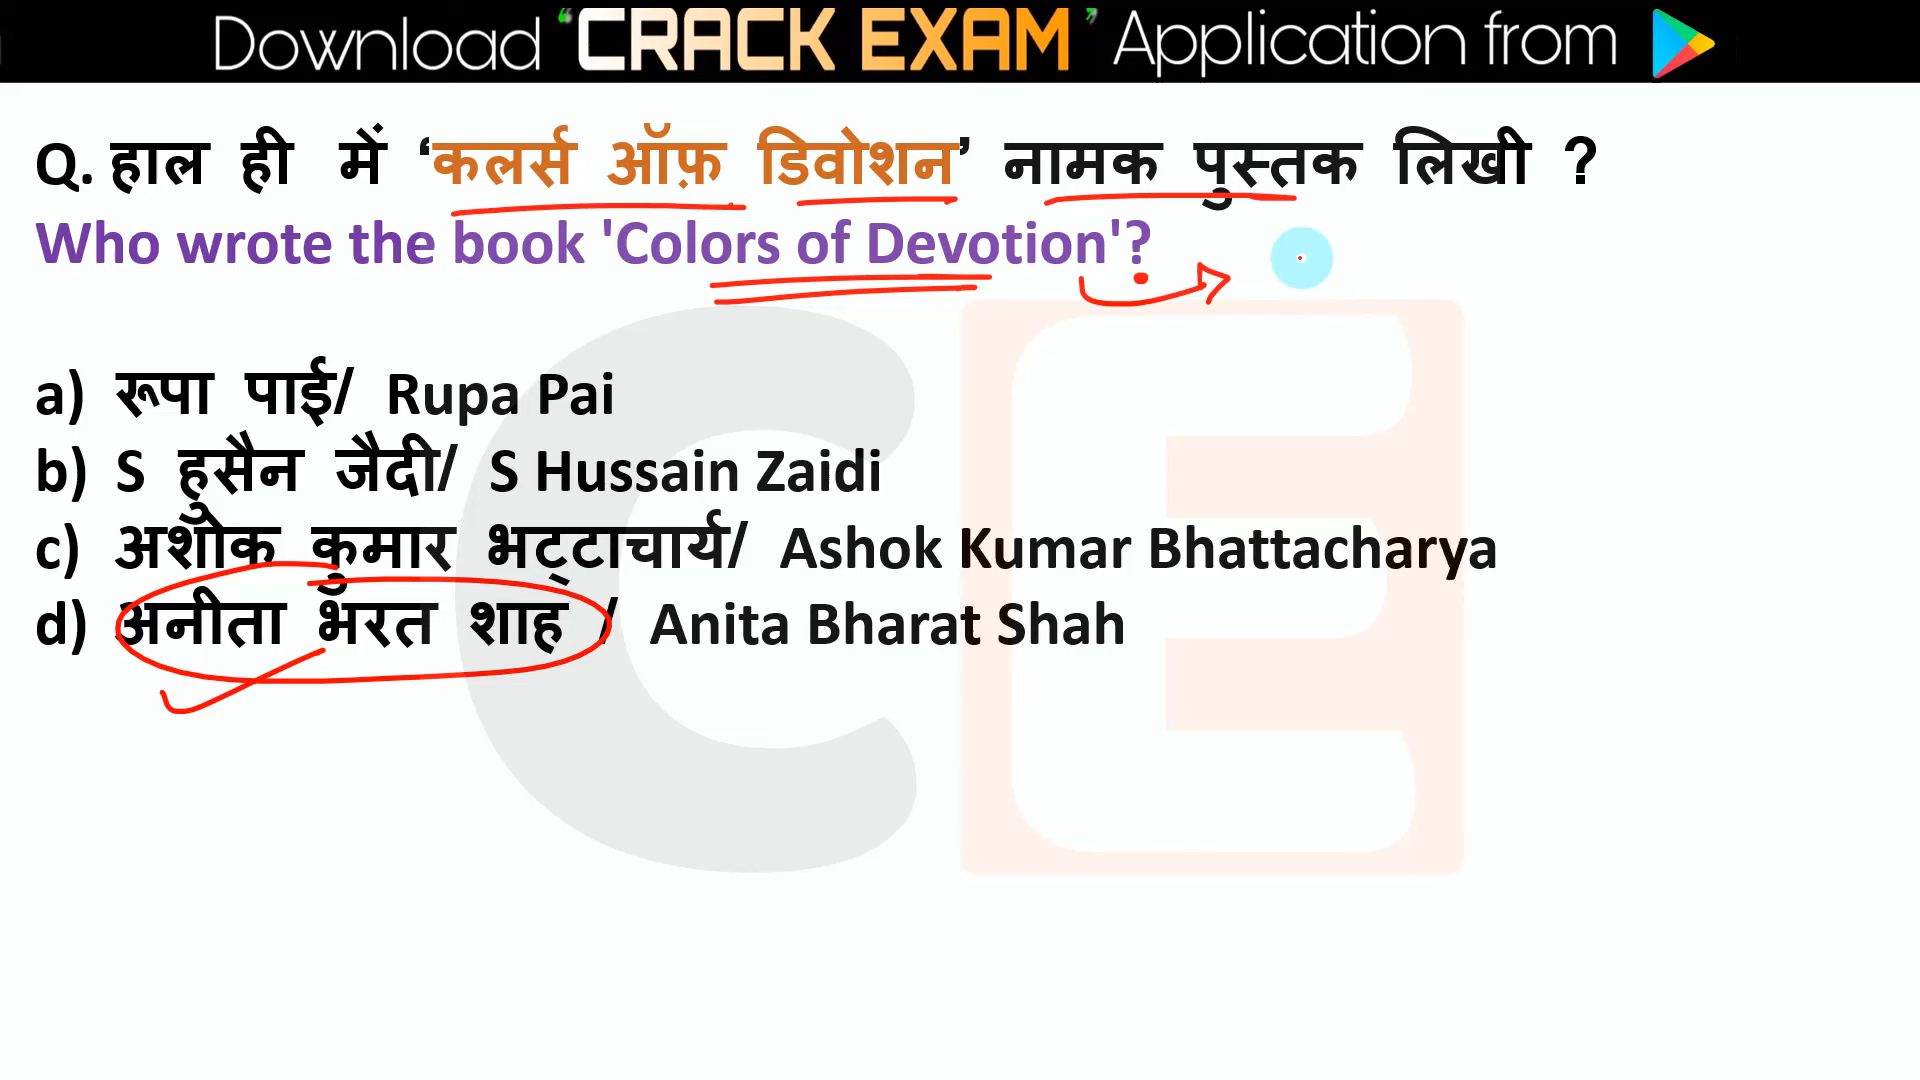 Download ‘CRACK EXAM’ Application from
Q. हाल ही में ‘कलर्स ऑफ़ डिवोशन’ नामक पुस्तक लिखी ?
Who wrote the book 'Colors of Devotion'?
a) रूपा पाई/ Rupa Pai
b) S हुसैन जैदी/ S Hussain Zaidi
c) अशोक कुमार भट्टाचार्य/ Ashok Kumar Bhattacharya
d) अनीता भरत शाह / Anita Bharat Shah
CE